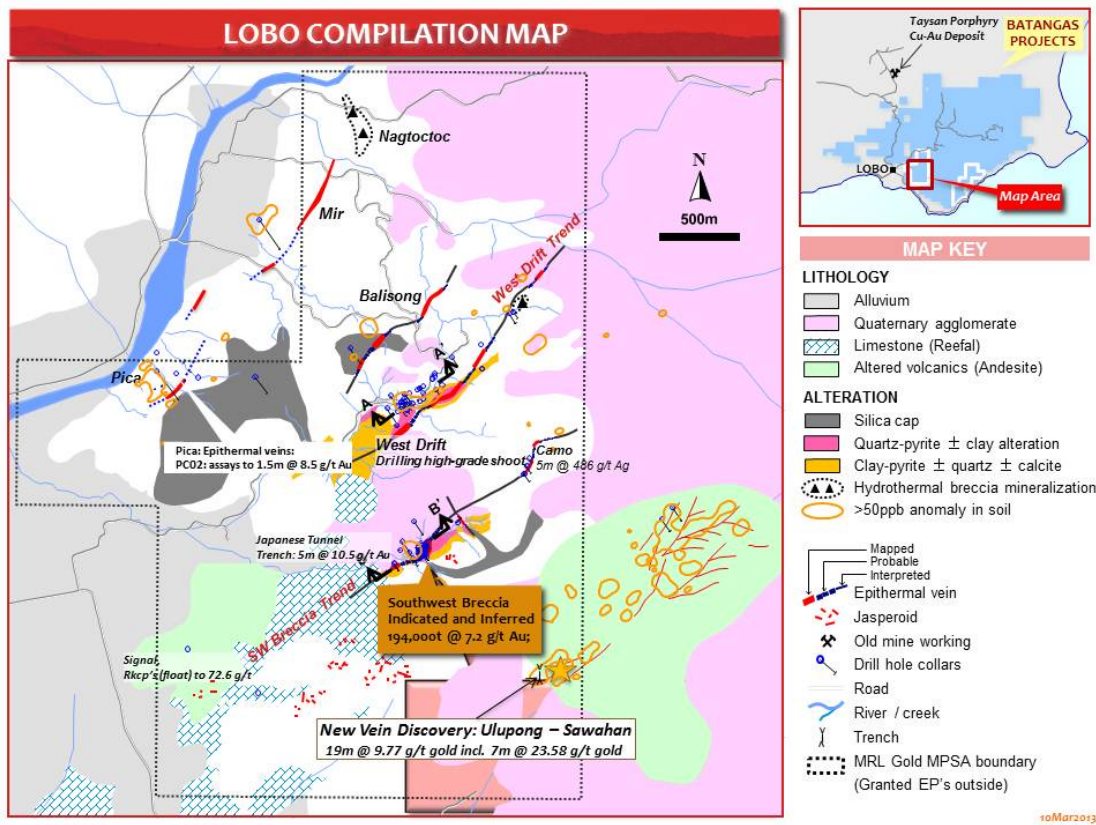 LOBO COMPILATION MAP
Nagtoctoc
Mir
N
500m
West Drift Trend
Balisong
A'
Pica
A
West Drift
Drilling high-grade shoot
Camo
5m @ 486 g/t Ag
Pica: Epithermal veins:
PC02: assays to 1.5m @ 8.5 g/t Au
B'
Japanese Tunnel
Trench: 5m @ 10.5g/t Au
SW Breccia Trend
Southwest Breccia
Indicated and Inferred
194,000t @ 7.2 g/t Au;
Signal,
Rkcp's(float) to 72.6 g/t
New Vein Discovery: Ulupong – Sawahan
19m @ 9.77 g/t gold incl. 7m @ 23.58 g/t gold
Taysan Porphyry
Cu-Au Deposit
BATANGAS
PROJECTS
LOBO
Map Area
MAP KEY
LITHOLOGY
Alluvium
Quaternary agglomerate
Limestone (Reefal)
Altered volcanics (Andesite)
ALTERATION
Silica cap
Quartz-pyrite ± clay alteration
Clay-pyrite ± quartz ± calcite
Hydrothermal breccia mineralization
>50ppb anomaly in soil
Mapped
Probable
Interpreted
Epithermal vein
Jasperoid
Old mine working
Drill hole collars
Road
River / creek
Trench
MRL Gold MPSA boundary
(Granted EP's outside)
10Mar2013